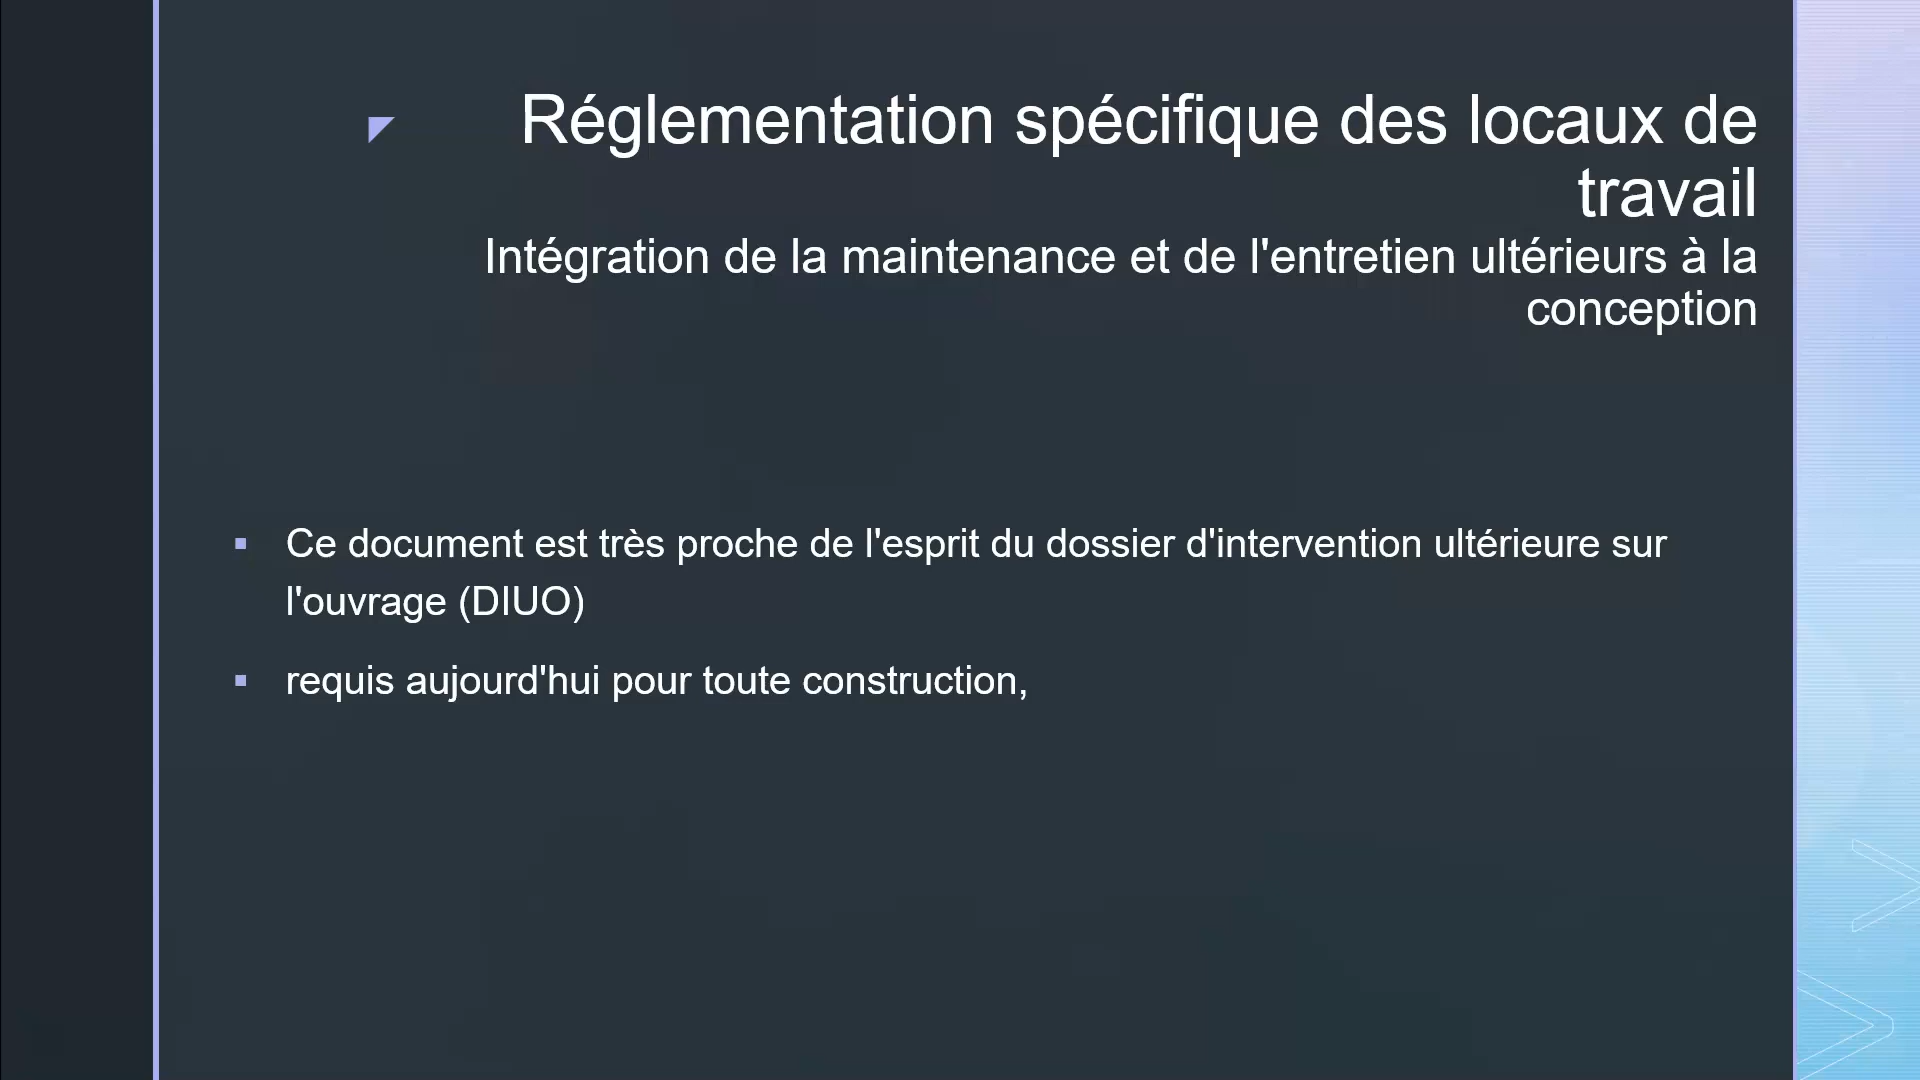 Réglementation spécifique des locaux de
travail
Intégration de la maintenance et de l'entretien ultérieurs à la
conception
Ce document est très proche de l'esprit du dossier d'intervention ultérieure sur
l'ouvrage (DIUO)
requis aujourd'hui pour toute construction,